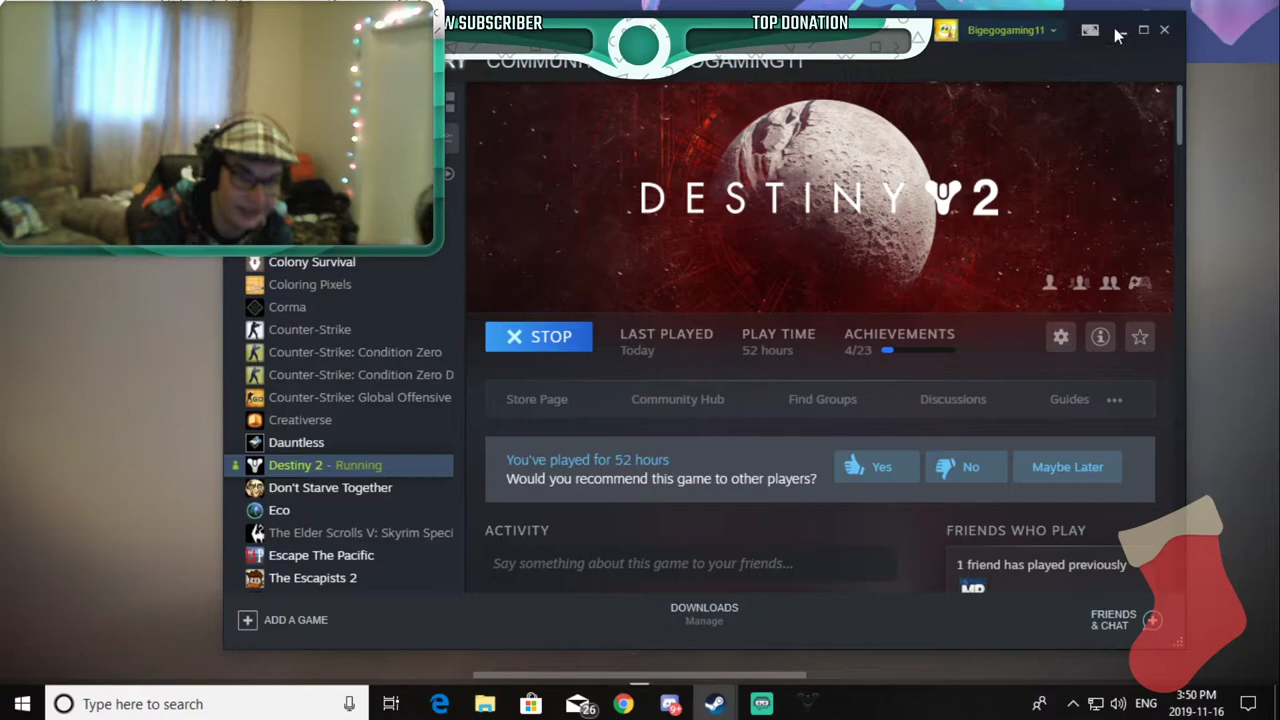 W SUBSCRIBER
TOP DONATION
Bigegogaming11
DESTINY 2
Colony Survival
Coloring Pixels
Corma
Counter-Strike
Counter-Strike: Condition Zero
Counter-Strike: Condition Zero D
Counter-Strike: Global Offensive
Creativerse
Dauntless
Destiny 2 - Running
Don't Starve Together
Eco
The Elder Scrolls V: Skyrim Speci
Escape The Pacific
The Escapists 2
STOP
LAST PLAYED
Today
PLAY TIME
52 hours
ACHIEVEMENTS
4/23
Store Page
Community Hub
Find Groups
Discussions
Guides
You've played for 52 hours
Would you recommend this game to other players?
Yes
No
Maybe Later
ACTIVITY
Say something about this game to your friends...
FRIENDS WHO PLAY
1 friend has played previously
MP
ADD A GAME
DOWNLOADS
Manage
FRIENDS
& CHAT
Type here to search
26
9+
ENG
3:50 PM
2019-11-16